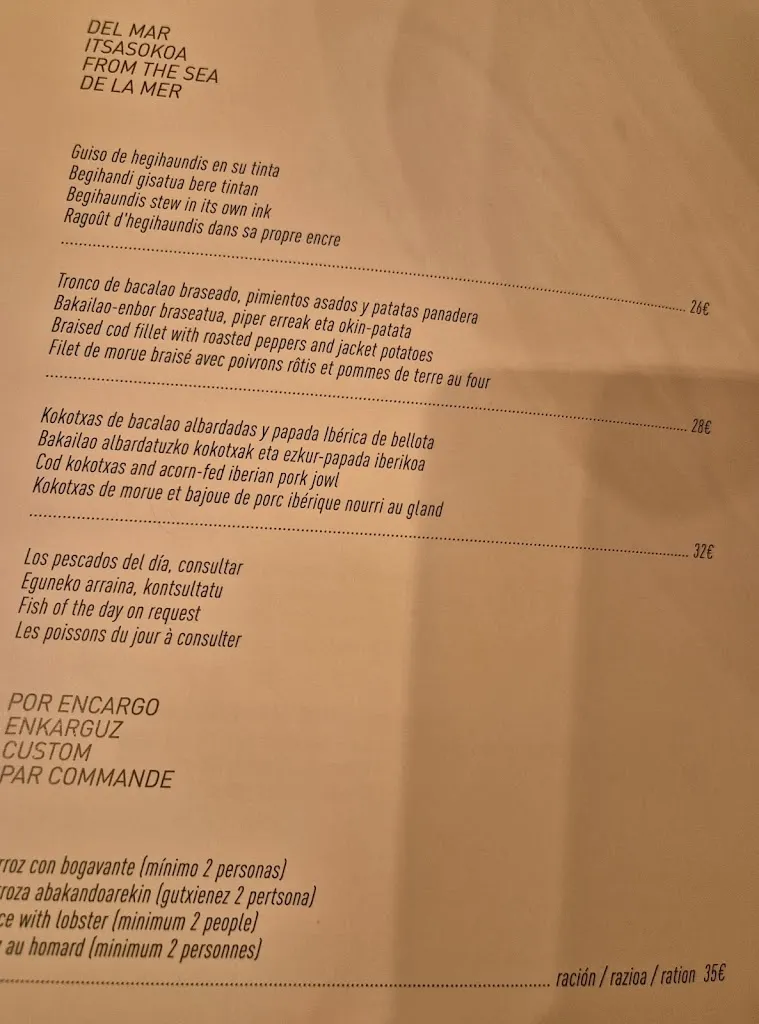 DEL MAR
ITSASOKOA
FROM THE SEA
DE LA MER
Guiso de hegihaundis en su tinta
Begihandi gisatua bere tintan
Begihaundis stew in its own ink
Ragoût d'hegihaundis dans sa propre encre
26€
Tronco de bacalao braseado, pimientos asados y patatas panadera
Bakailao-enbor braseatua, piper erreak eta okin-patata
Braised cod fillet with roasted peppers and jacket potatoes
Filet de morue braisé avec poivrons rôtis et pommes de terre au four
28€
Kokotxas de bacalao albardadas y papada Ibérica de bellota
Bakailao albardatuzko kokotxak eta ezkur-papada iberikoa
Cod kokotxas and acorn-fed iberian pork jowl
Kokotxas de morue et bajoue de porc ibérique nourri au gland
32€
Los pescados del día, consultar
Eguneko arraina, kontsultatu
Fish of the day on request
Les poissons du jour à consulter
POR ENCARGO
ENKARGUZ
CUSTOM
PAR COMMANDE
rroz con bogavante (mínimo 2 personas)
roza abakandoarekin (gutxienez 2 pertsona)
ce with lobster (minimum 2 people)
au homard (minimum 2 personnes)
ración / razioa / ration 35€